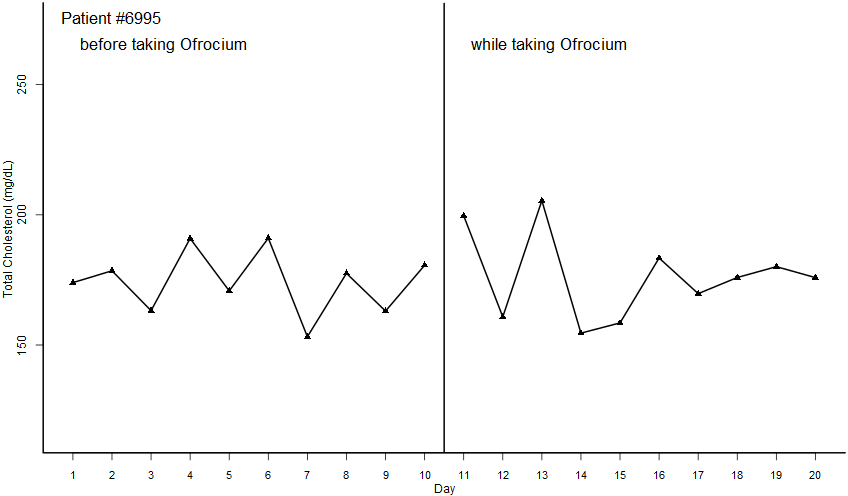 Patient #6995
before taking Ofrocium
while taking Ofrocium
Total Cholesterol (mg/dL)
250
200
150
1 2 3 4 5 6 7 8 9 10 11 12 13 14 15 16 17 18 19 20
Day